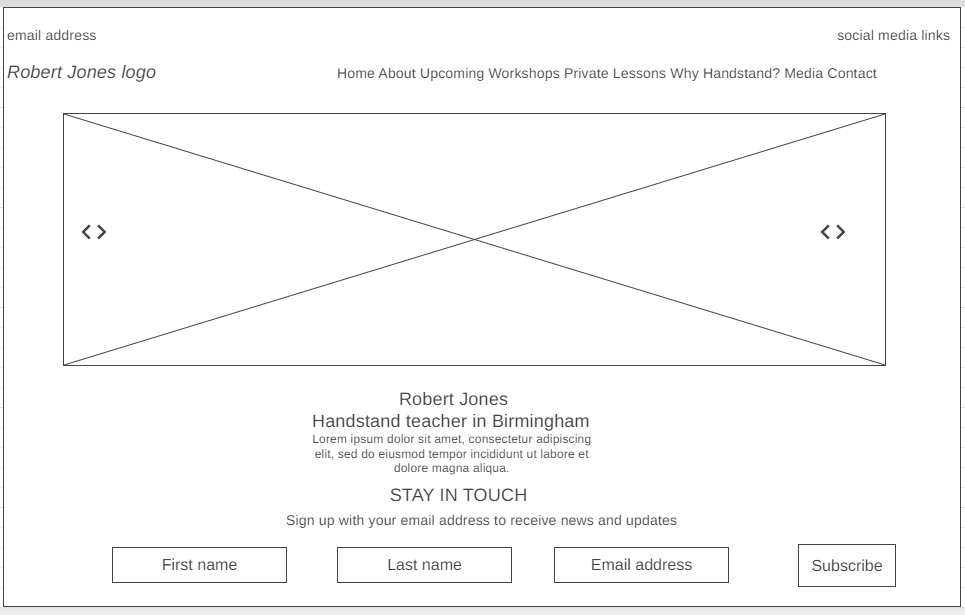 email address
social media links
Robert Jones logo
Home About Upcoming Workshops Private Lessons Why Handstand? Media Contact
Robert Jones
Handstand teacher in Birmingham
Lorem ipsum dolor sit amet, consectetur adipiscing
elit, sed do eiusmod tempor incididunt ut labore et
dolore magna aliqua.
STAY IN TOUCH
Sign up with your email address to receive news and updates
First name
Last name
Email address
Subscribe